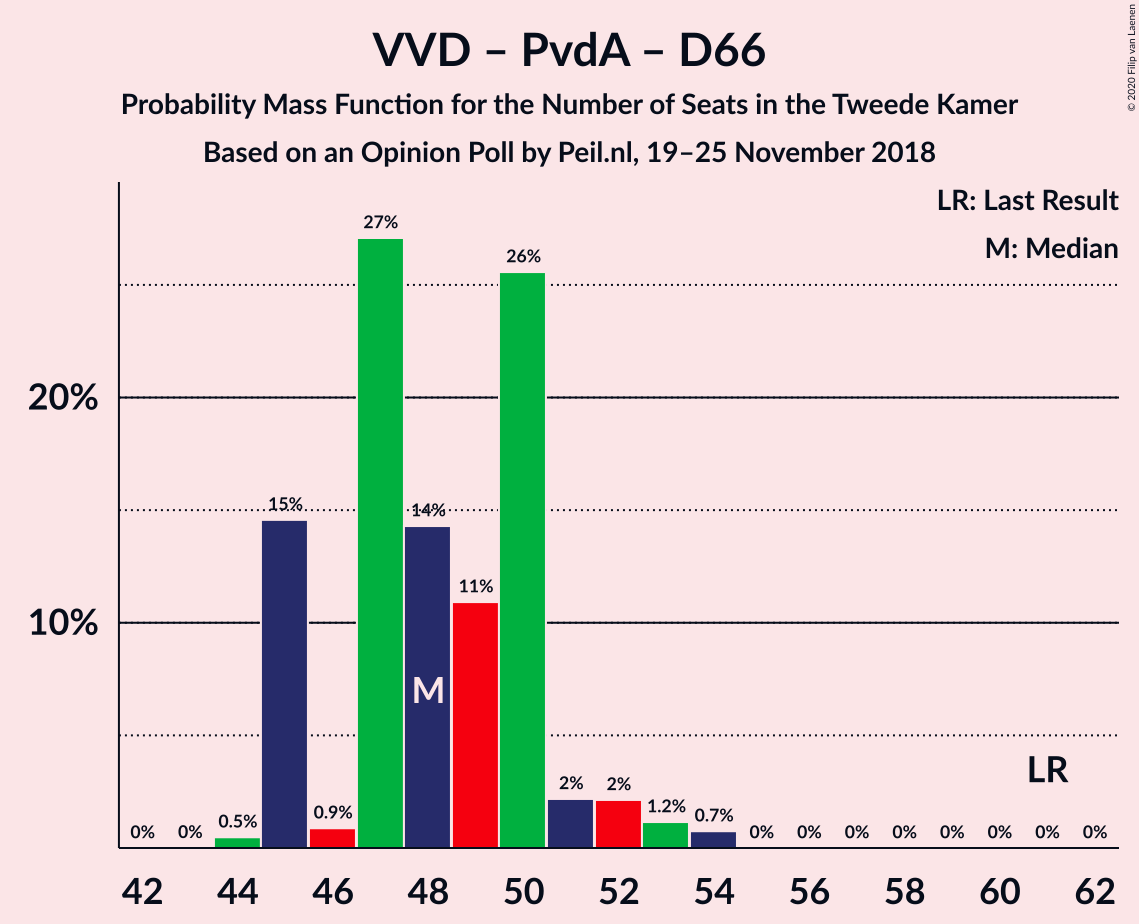 VVD – PvdA – D66
Probability Mass Function for the Number of Seats in the Tweede Kamer
Based on an Opinion Poll by Peil.nl, 19–25 November 2018
© 2020 Filip van Laenen
LR: Last Result
M: Median
27%
26%
20%
15%
14%
11%
10%
M
LR
0% 0% 0.5% 0.9% 2% 2% 1.2% 0.7% 0% 0% 0% 0% 0% 0% 0% 0%
42 44 46 48 50 52 54 56 58 60 62